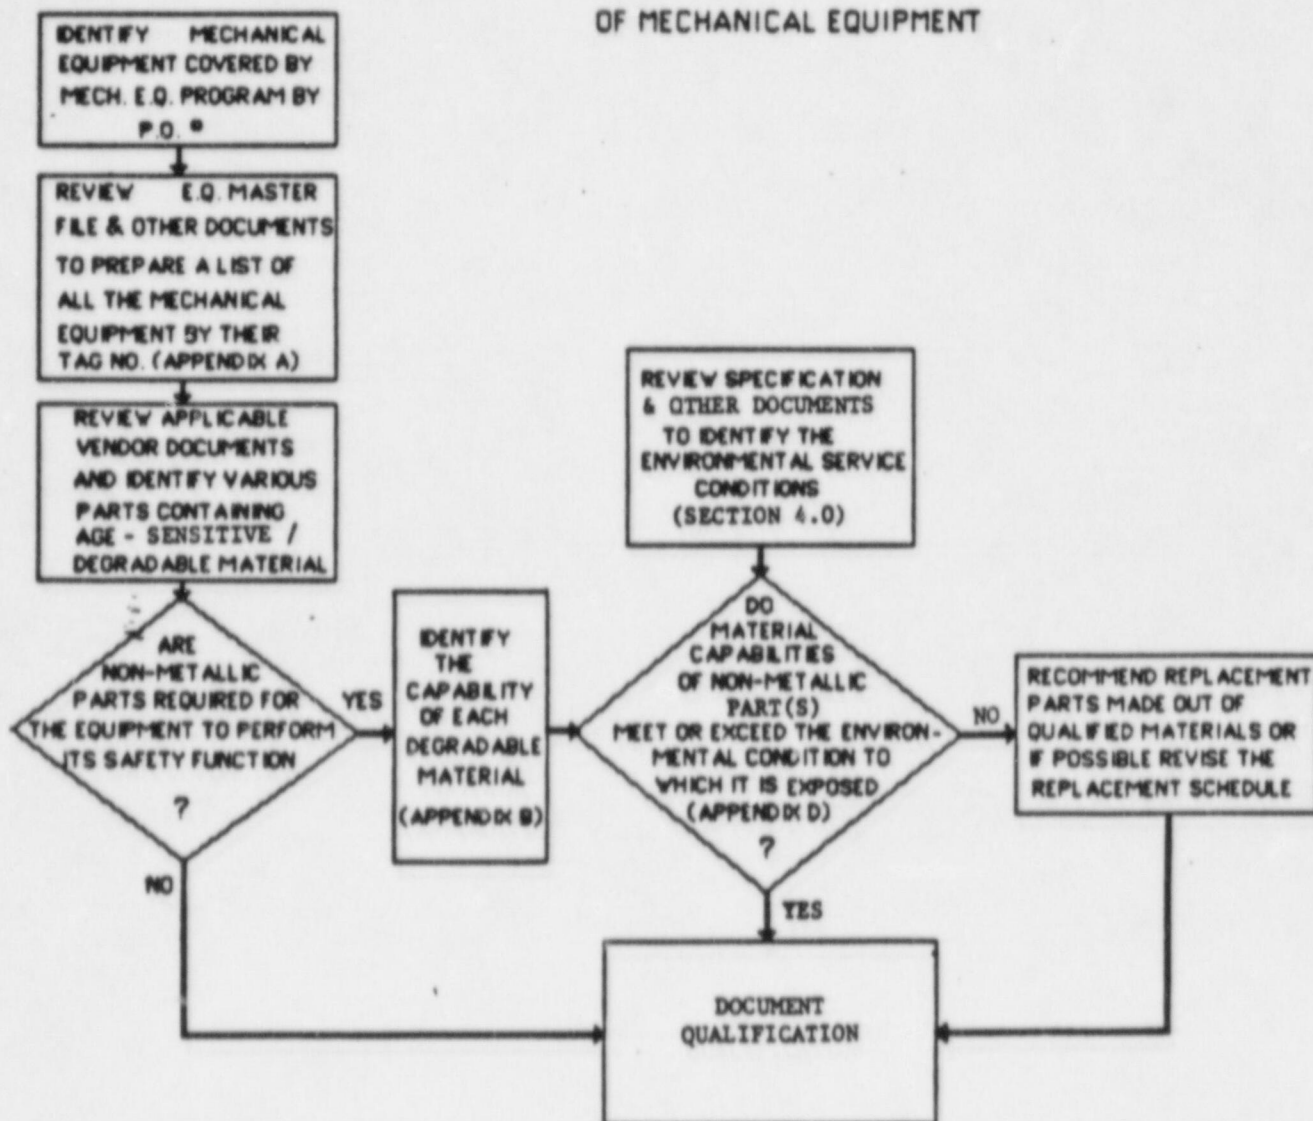 OF MECHANICAL EQUIPMENT
IDENTIFY MECHANICAL
EQUIPMENT COVERED BY
MECH. E.Q. PROGRAM BY
P.O. #
REVIEW E.Q. MASTER
FILE & OTHER DOCUMENTS
TO PREPARE A LIST OF
ALL THE MECHANICAL
EQUIPMENT BY THEIR
TAG NO. (APPENDIX A)
REVIEW APPLICABLE
VENDOR DOCUMENTS
AND IDENTIFY VARIOUS
PARTS CONTAINING
AGE - SENSITIVE /
DEGRADABLE MATERIAL
ARE
NON-METALLIC
PARTS REQUIRED FOR
THE EQUIPMENT TO PERFORM
ITS SAFETY FUNCTION
?
YES
NO
IDENTIFY
THE
CAPABILITY
OF EACH
DEGRADABLE
MATERIAL
(APPENDIX B)
REVIEW SPECIFICATION
& OTHER DOCUMENTS
TO IDENTIFY THE
ENVIRONMENTAL SERVICE
CONDITIONS
(SECTION 4.0)
DO
MATERIAL
CAPABILITIES
OF NON-METALLIC
PART(S)
MEET OR EXCEED THE ENVIRON-
MENTAL CONDITION TO
WHICH IT IS EXPOSED
(APPENDIX D)
?
NO
YES
RECOMMEND REPLACEMENT
PARTS MADE OUT OF
QUALIFIED MATERIALS OR
IF POSSIBLE REVISE THE
REPLACEMENT SCHEDULE
DOCUMENT
QUALIFICATION